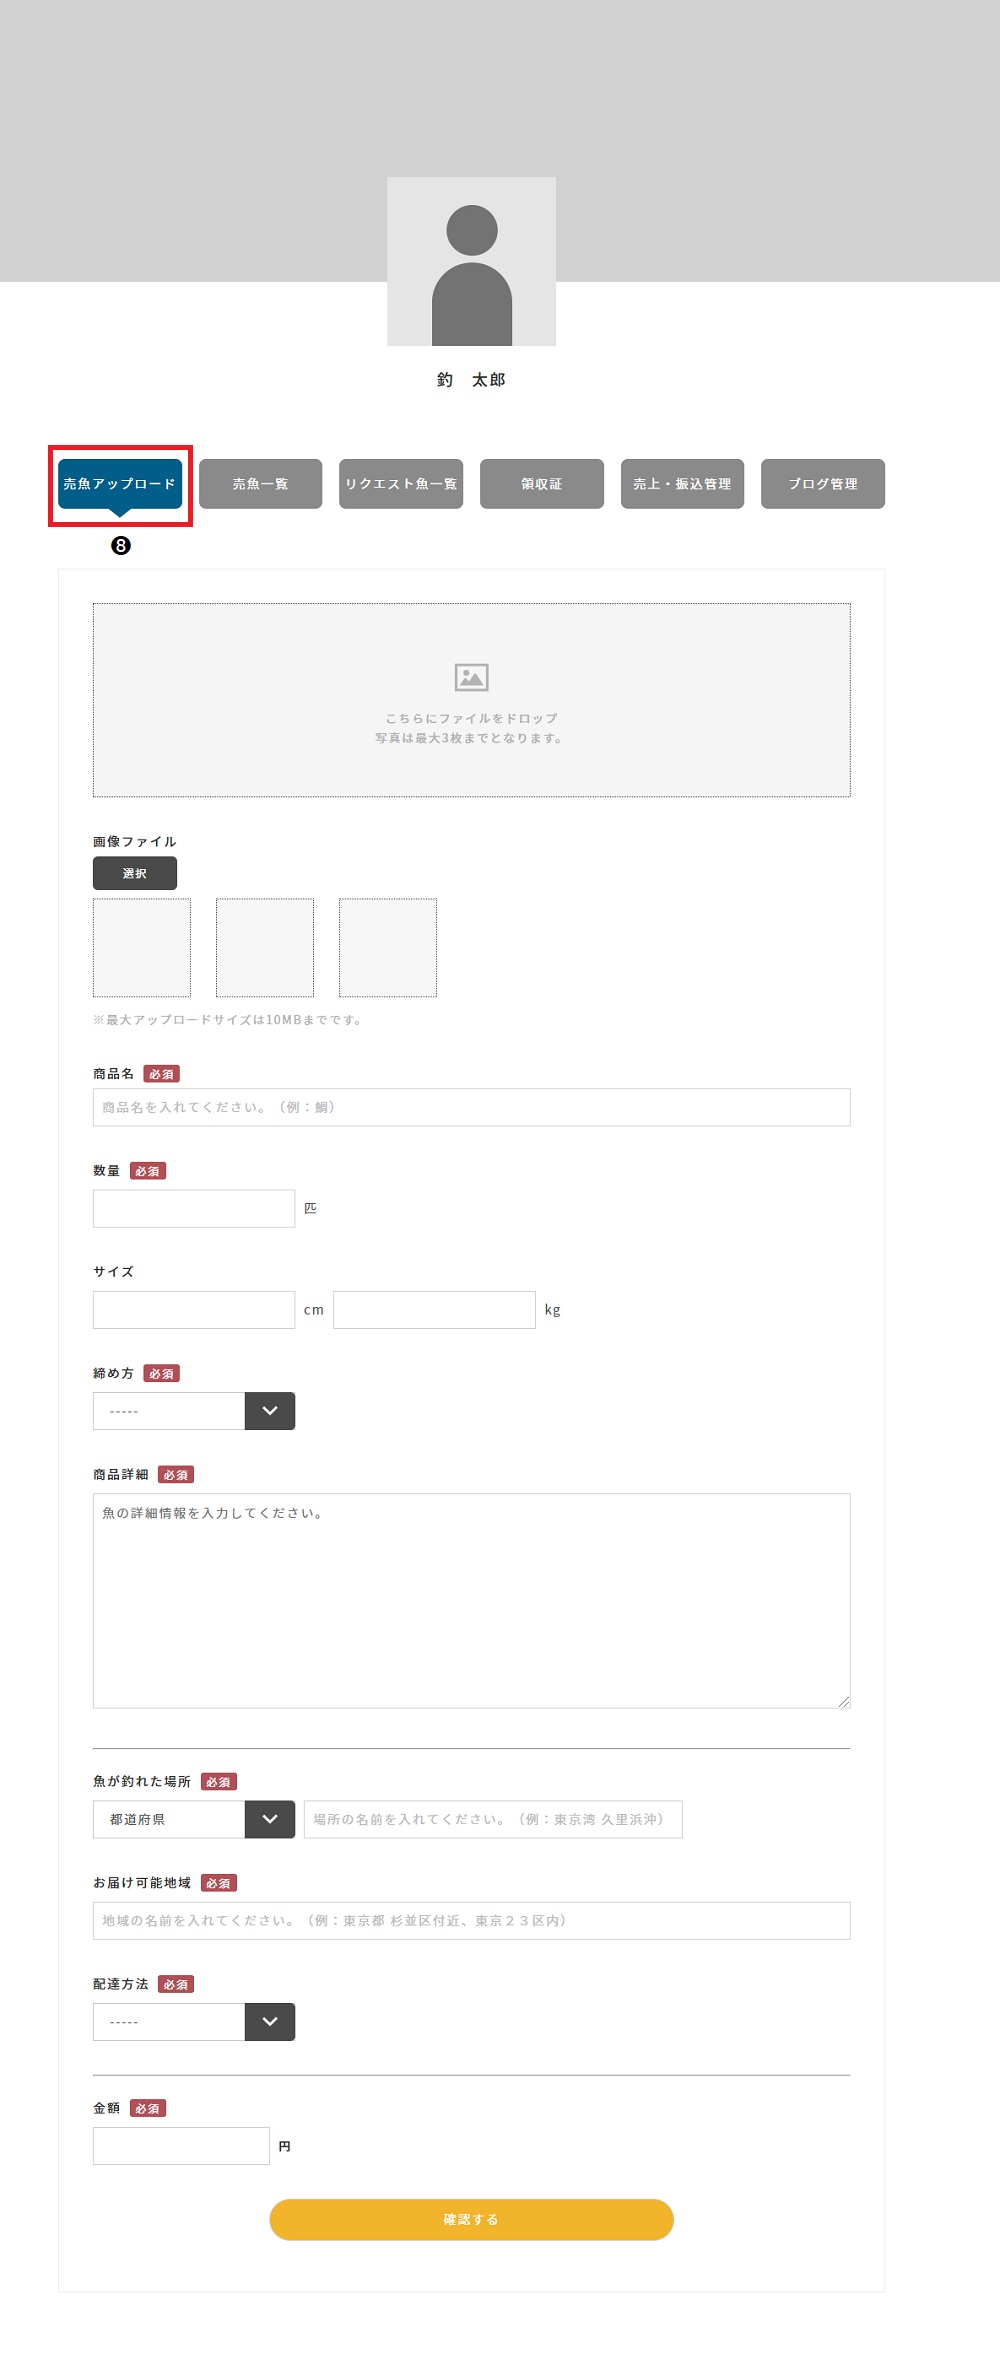 釣　太郎
売魚アップロード 売魚一覧 リクエスト魚一覧 領収証 売上・振込管理 ブログ管理
❽
こちらにファイルをドロップ
写真は最大3枚までとなります。
画像ファイル
選択
※最大アップロードサイズは10MBまでです。
商品名 必須
商品名を入れてください。（例：鯛）
数量 必須
匹
サイズ
cm kg
締め方 必須
-----
商品詳細 必須
魚の詳細情報を入力してください。
魚が釣れた場所 必須
都道府県 場所の名前を入れてください。（例：東京湾 久里浜沖）
お届け可能地域 必須
地域の名前を入れてください。（例：東京都 杉並区付近、東京２３区内）
配達方法 必須
-----
金額 必須
円
確認する